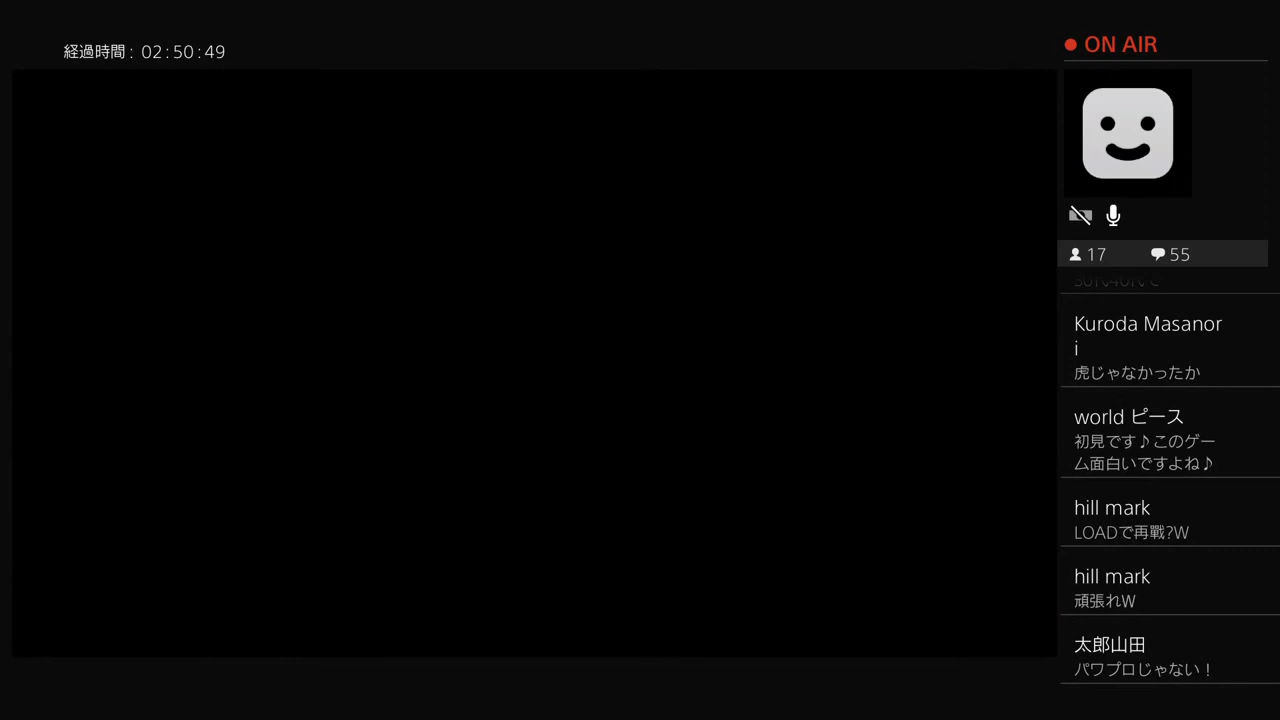 経過時間 : 02:50:49
ON AIR
17
55
Kuroda Masanor
i
虎じゃなかったか
world ピース
初見です♪このゲー
ム面白いですよね♪
hill mark
LOADで再戰?W
hill mark
頑張れW
太郎山田
パワプロじゃない！